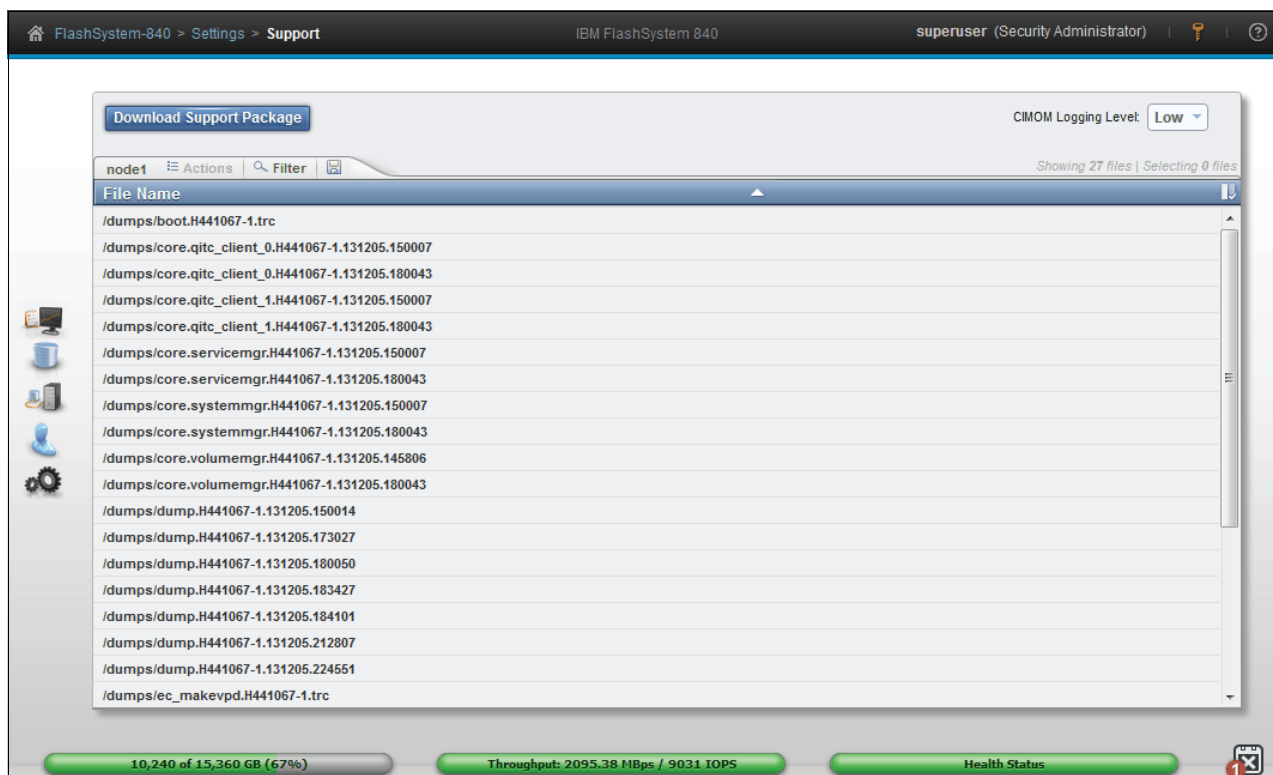 FlashSystem-840 > Settings > Support IBM FlashSystem 840 superuser (Security Administrator) | | ?
Download Support Package CIMOM Logging Level: Low
node1 Actions Filter Showing 27 files | Selecting 0 files
File Name
/dumps/boot.H441067-1.trc
/dumps/core.qitc_client_0.H441067-1.131205.150007
/dumps/core.qitc_client_0.H441067-1.131205.180043
/dumps/core.qitc_client_1.H441067-1.131205.150007
/dumps/core.qitc_client_1.H441067-1.131205.180043
/dumps/core.servicemgr.H441067-1.131205.150007
/dumps/core.servicemgr.H441067-1.131205.180043
/dumps/core.systemmgr.H441067-1.131205.150007
/dumps/core.systemmgr.H441067-1.131205.180043
/dumps/core.volumemgr.H441067-1.131205.145806
/dumps/core.volumemgr.H441067-1.131205.180043
/dumps/dump.H441067-1.131205.150014
/dumps/dump.H441067-1.131205.173027
/dumps/dump.H441067-1.131205.180050
/dumps/dump.H441067-1.131205.183427
/dumps/dump.H441067-1.131205.184101
/dumps/dump.H441067-1.131205.212807
/dumps/dump.H441067-1.131205.224551
/dumps/ec_makevpd.H441067-1.trc
10,240 of 15,360 GB (67%) Throughput: 2095.38 MBps / 9031 IOPS Health Status 1